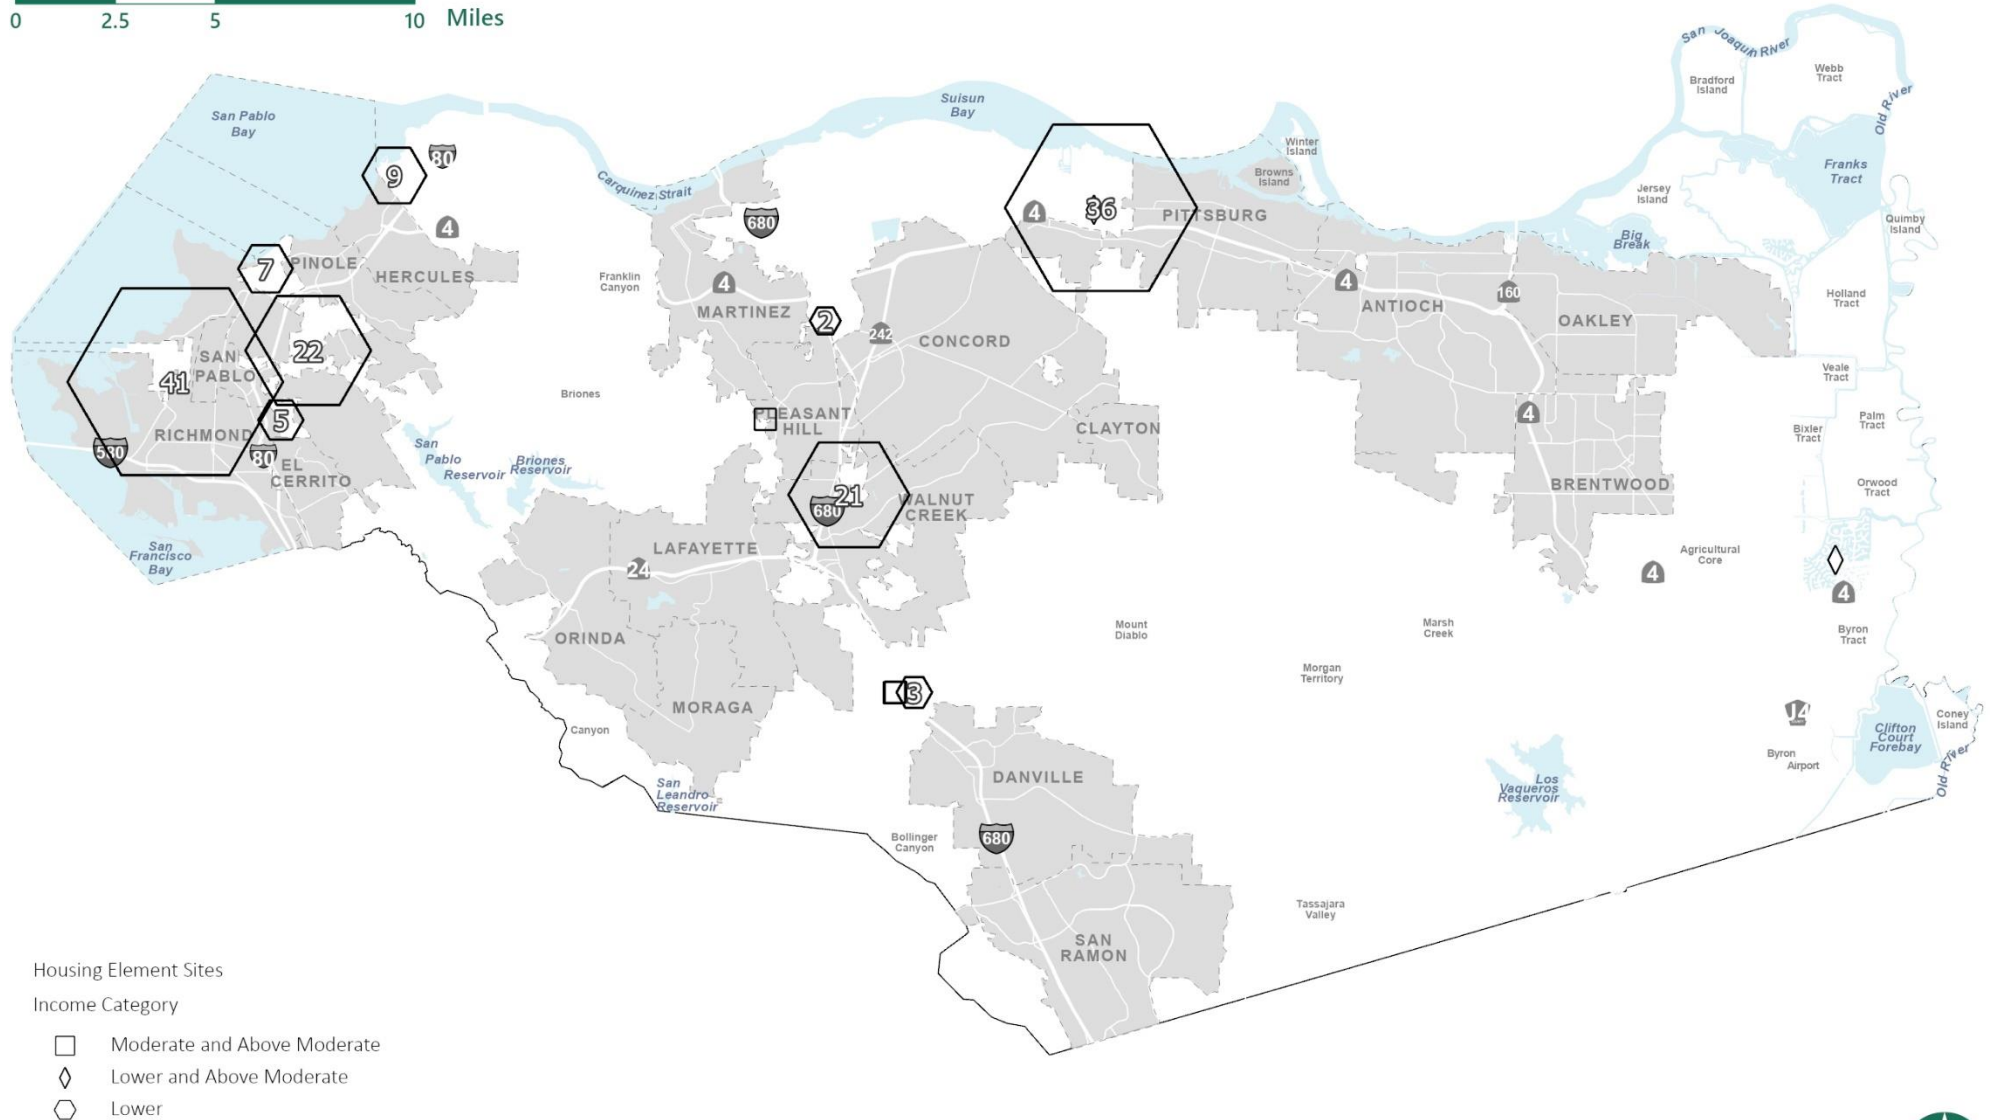 0 2.5 5 10 Miles
San Joaquin River
Webb
Tract
Bradford
Island
Old River
San Pablo
Bay
Suisun
Bay
Winter
Island
Browns
Island
Franks
Tract
9
80
Carquinez Strait
Jersey
Island
Quimby
Island
4
680
4
36
PITTSBURG
Big
Break
7
PINOLE
HERCULES
Franklin
Canyon
4
MARTINEZ
2
242
CONCORD
4
ANTIOCH
160
OAKLEY
Holland
Tract
22
SAN
PABLO
41
Veale
Tract
Briones
5
RICHMOND
580
80
EL
CERRITO
San
Pablo
Reservoir
Briones
Reservoir
PLEASANT
HILL
CLAYTON
4
Palm
Tract
Bixler
Tract
21
680
WALNUT
CREEK
BRENTWOOD
Orwood
Tract
San
Francisco
Bay
LAFAYETTE
24
Agricultural
Core
4
4
ORINDA
Mount
Diablo
Marsh
Creek
Byron
Tract
Morgan
Territory
3
MORAGA
Canyon
J4
Coney
Island
Clifton
Court
Forebay
Byron
Airport
Old River
San
Leandro
Reservoir
DANVILLE
Los
Vaqueros
Reservoir
680
Bollinger
Canyon
Tassajara
Valley
SAN
RAMON
Housing Element Sites
Income Category
Moderate and Above Moderate
Lower and Above Moderate
Lower